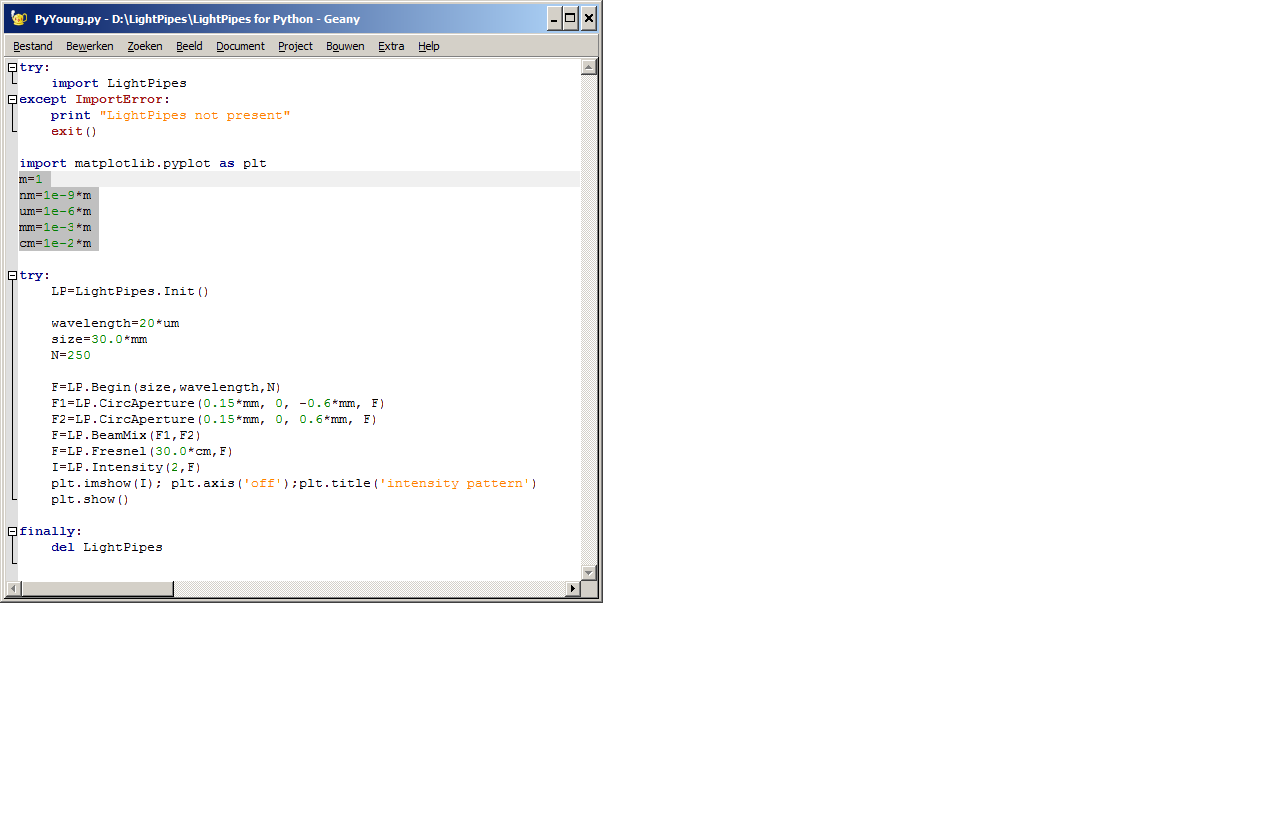 PyYoung.py - D:\LightPipes\LightPipes for Python - Geany
Bestand Bewerken Zoeken Beeld Document Project Bouwen Extra Help
try:
    import LightPipes
except ImportError:
    print "LightPipes not present"
    exit()

import matplotlib.pyplot as plt
m=1
nm=1e-9*m
um=1e-6*m
mm=1e-3*m
cm=1e-2*m

try:
    LP=LightPipes.Init()

    wavelength=20*um
    size=30.0*mm
    N=250

    F=LP.Begin(size,wavelength,N)
    F1=LP.CircAperture(0.15*mm, 0, -0.6*mm, F)
    F2=LP.CircAperture(0.15*mm, 0, 0.6*mm, F)
    F=LP.BeamMix(F1,F2)
    F=LP.Fresnel(30.0*cm,F)
    I=LP.Intensity(2,F)
    plt.imshow(I); plt.axis('off');plt.title('intensity pattern')
    plt.show()

finally:
    del LightPipes